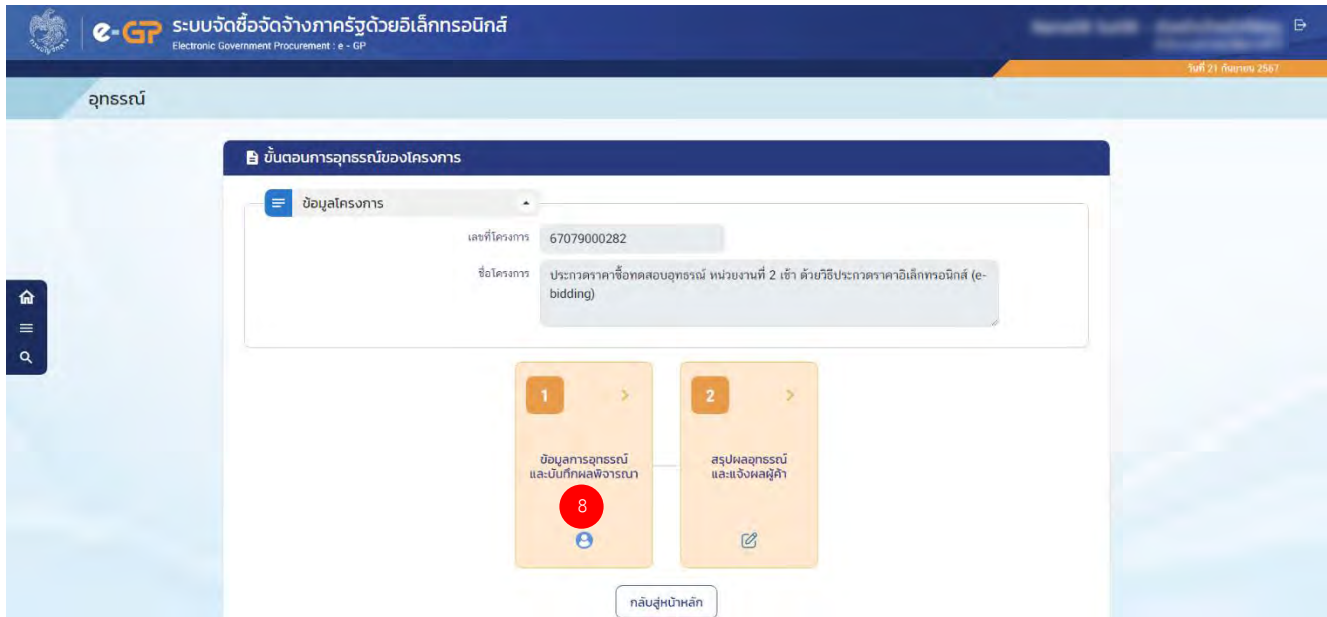 e-GP ระบบจัดซื้อจัดจ้างภาครัฐด้วยอิเล็กทรอนิกส์
Electronic Government Procurement : e - GP
วันที่ 21 กันยายน 2567
อุทธรณ์
ขั้นตอนการอุทธรณ์ของโครงการ
ข้อมูลโครงการ
เลขที่โครงการ 67079000282
ชื่อโครงการ ประกวดราคาซื้อทดสอบอุทธรณ์ หน่วยงานที่ 2 เช้า ด้วยวิธีประกวดราคาอิเล็กทรอนิกส์ (e-
bidding)
1 2
ข้อมูลการอุทธรณ์
และบันทึกผลพิจารณา
สรุปผลอุทธรณ์
และแจ้งผลผู้ค้า
8
กลับสู่หน้าหลัก